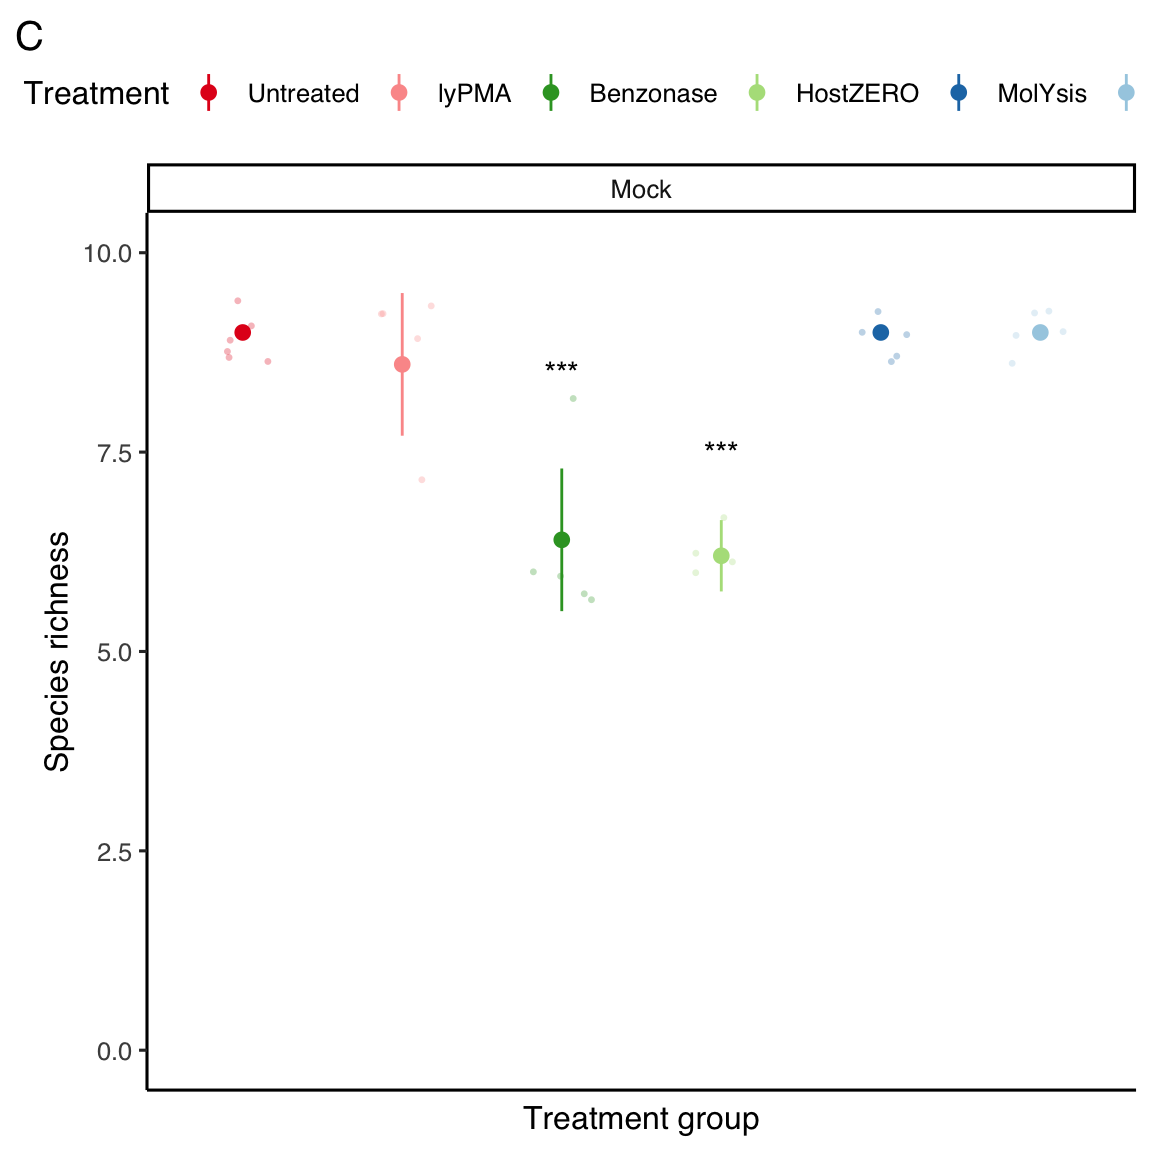 C
Treatment Untreated lyPMA Benzonase HostZERO MolYsis
Mock
10.0
***
7.5
***
5.0
2.5
0.0
Species richness
Treatment group